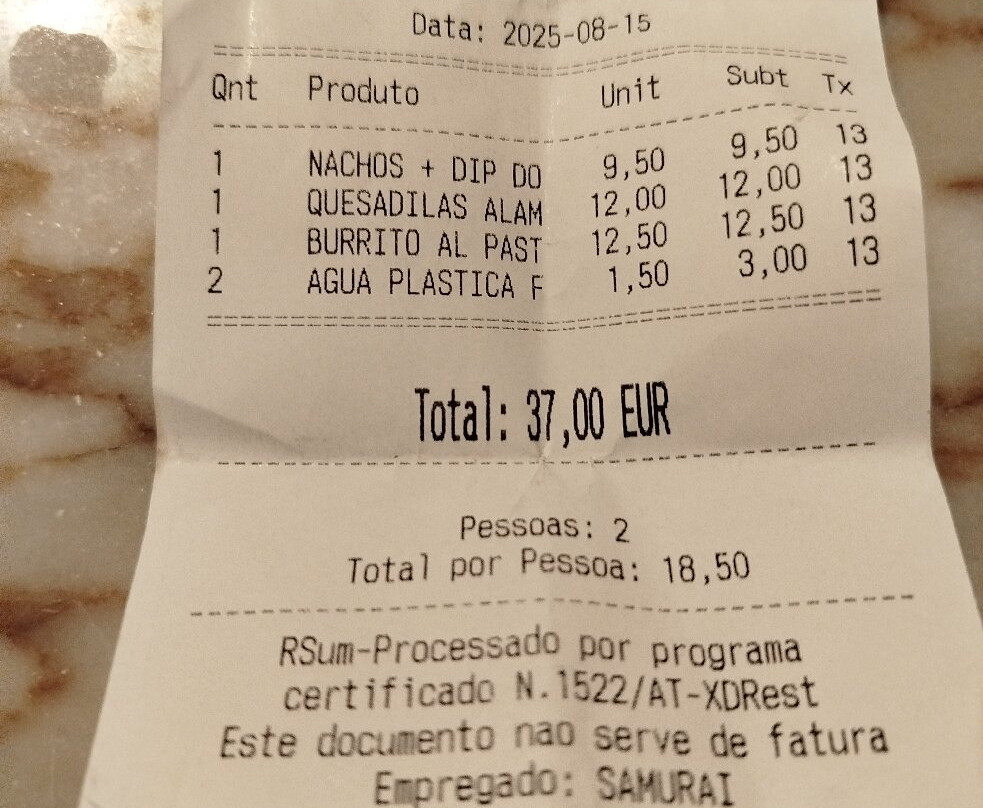 Data: 2025-08-15
Qnt Produto Unit Subt Tx
1 NACHOS + DIP DO 9,50 9,50 13
1 QUESADILAS ALAM 12,00 12,00 13
1 BURRITO AL PAST 12,50 12,50 13
2 AGUA PLASTICA F 1,50 3,00 13
Total: 37,00 EUR
Pessoas: 2
Total por Pessoa: 18,50
RSum-Processado por programa
certificado N.1522/AT-XDRest
Este documento nao serve de fatura
Empregado: SAMURAI